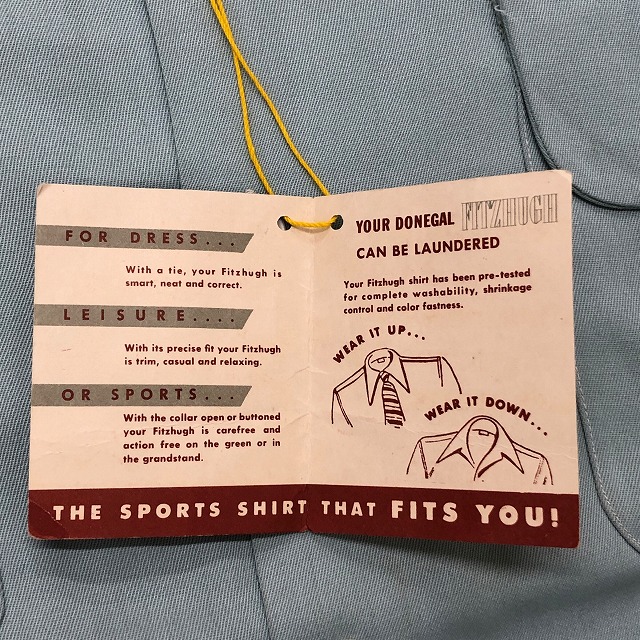 FOR DRESS...
With a tie, your Fitzhugh is
smart, neat and correct.
LEISURE....
With its precise fit your Fitzhugh
is trim, casual and relaxing.
OR SPORTS...
With the collar open or buttoned
your Fitzhugh is carefree and
action free on the green or in
the grandstand.
YOUR DONEGAL FITZHUGH
CAN BE LAUNDERED
Your Fitzhugh shirt has been pre-tested
for complete washability, shrinkage
control and color fastness.
WEAR IT UP...
WEAR IT DOWN...
THE SPORTS SHIRT THAT FITS YOU!